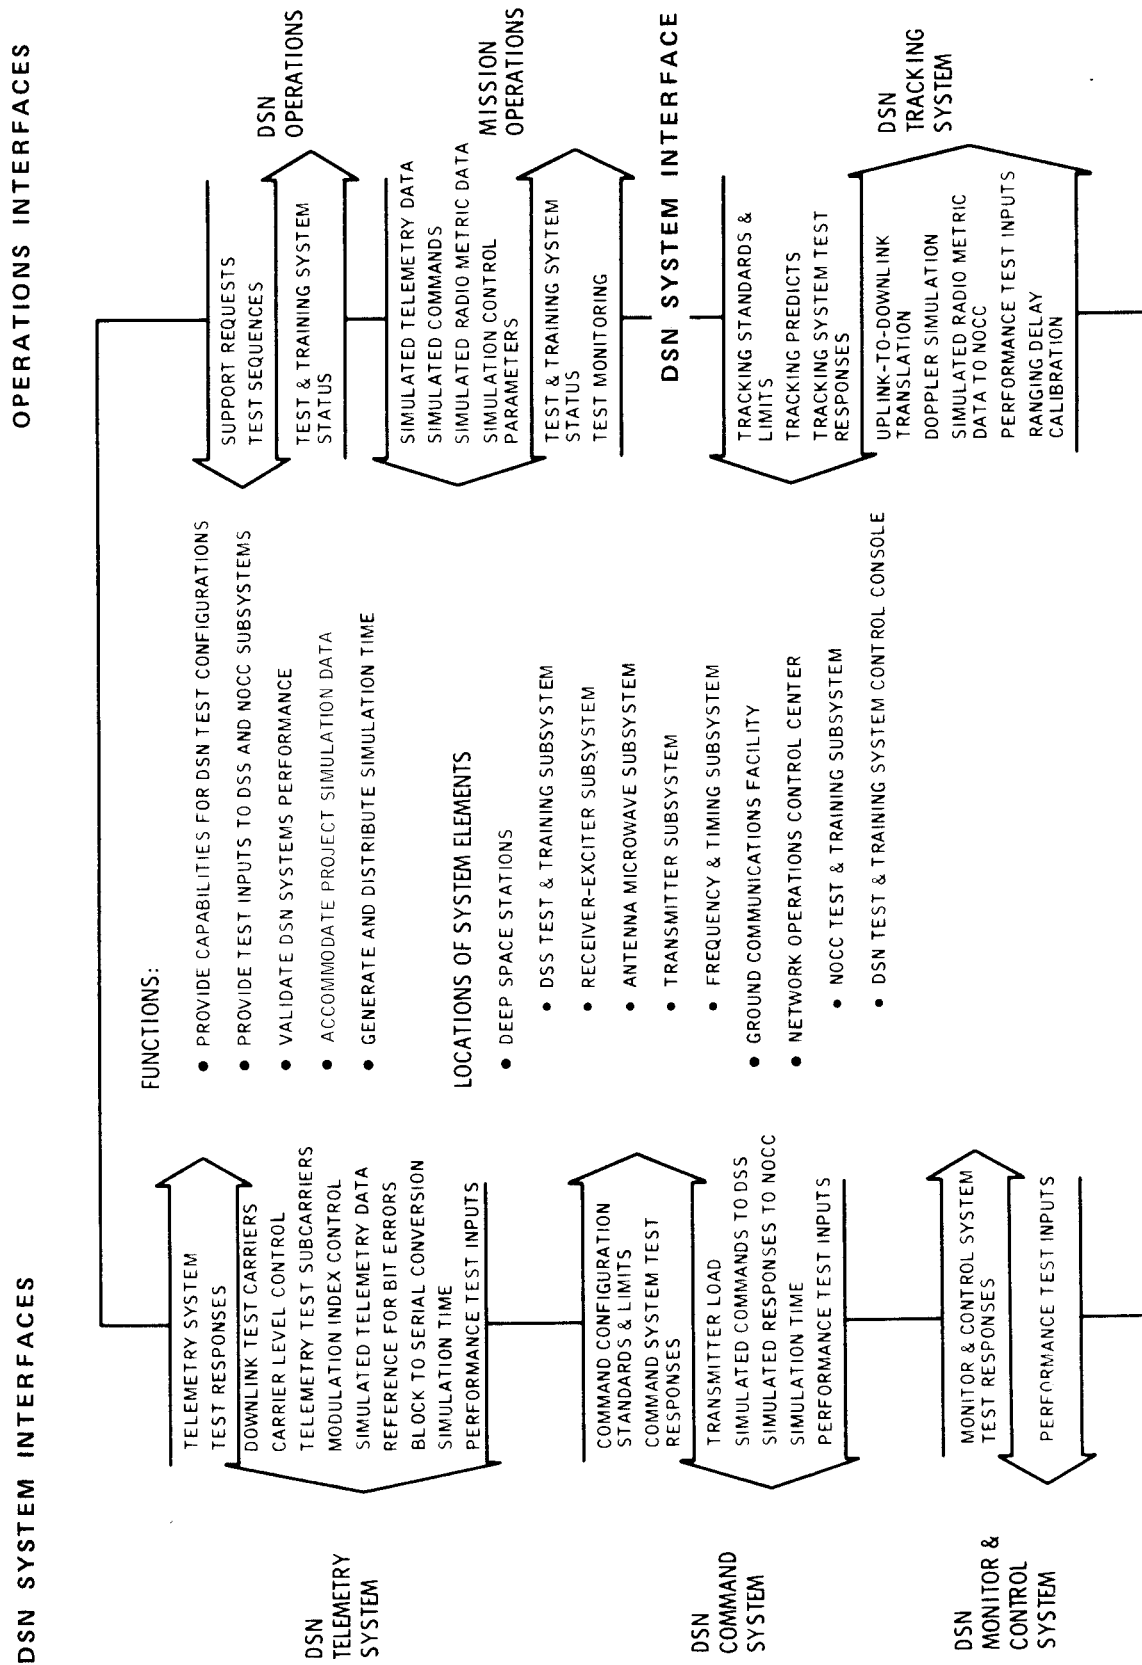 DSN SYSTEM INTERFACES
OPERATIONS INTERFACES
DSN
TELEMETRY
SYSTEM
TELEMETRY SYSTEM
TEST RESPONSES
DOWNLINK TEST CARRIERS
CARRIER LEVEL CONTROL
TELEMETRY TEST SUBCARRIERS
MODULATION INDEX CONTROL
SIMULATED TELEMETRY DATA
REFERENCE FOR BIT ERRORS
BLOCK TO SERIAL CONVERSION
SIMULATION TIME
PERFORMANCE TEST INPUTS
DSN
COMMAND
SYSTEM
COMMAND CONFIGURATION
STANDARDS & LIMITS
COMMAND SYSTEM TEST
RESPONSES
TRANSMITTER LOAD
SIMULATED COMMANDS TO DSS
SIMULATED RESPONSES TO NOCC
SIMULATION TIME
PERFORMANCE TEST INPUTS
DSN
MONITOR &
CONTROL
SYSTEM
MONITOR & CONTROL SYSTEM
TEST RESPONSES
PERFORMANCE TEST INPUTS
FUNCTIONS:
• PROVIDE CAPABILITIES FOR DSN TEST CONFIGURATIONS
• PROVIDE TEST INPUTS TO DSS AND NOCC SUBSYSTEMS
• VALIDATE DSN SYSTEMS PERFORMANCE
• ACCOMMODATE PROJECT SIMULATION DATA
• GENERATE AND DISTRIBUTE SIMULATION TIME
LOCATIONS OF SYSTEM ELEMENTS
• DEEP SPACE STATIONS
• DSS TEST & TRAINING SUBSYSTEM
• RECEIVER-EXCITER SUBSYSTEM
• ANTENNA MICROWAVE SUBSYSTEM
• TRANSMITTER SUBSYSTEM
• FREQUENCY & TIMING SUBSYSTEM
• GROUND COMMUNICATIONS FACILITY
• NETWORK OPERATIONS CONTROL CENTER
• NOCC TEST & TRAINING SUBSYSTEM
• DSN TEST & TRAINING SYSTEM CONTROL CONSOLE
SUPPORT REQUESTS
TEST SEQUENCES
TEST & TRAINING SYSTEM
STATUS
DSN
OPERATIONS
SIMULATED TELEMETRY DATA
SIMULATED COMMANDS
SIMULATED RADIO METRIC DATA
SIMULATION CONTROL
PARAMETERS
TEST & TRAINING SYSTEM
STATUS
TEST MONITORING
MISSION
OPERATIONS
DSN SYSTEM INTERFACE
TRACKING STANDARDS &
LIMITS
TRACKING PREDICTS
TRACKING SYSTEM TEST
RESPONSES
UPLINK-TO-DOWNLINK
TRANSLATION
DOPPLER SIMULATION
SIMULATED RADIO METRIC
DATA TO NOCC
PERFORMANCE TEST INPUTS
RANGING DELAY
CALIBRATION
DSN
TRACKING
SYSTEM